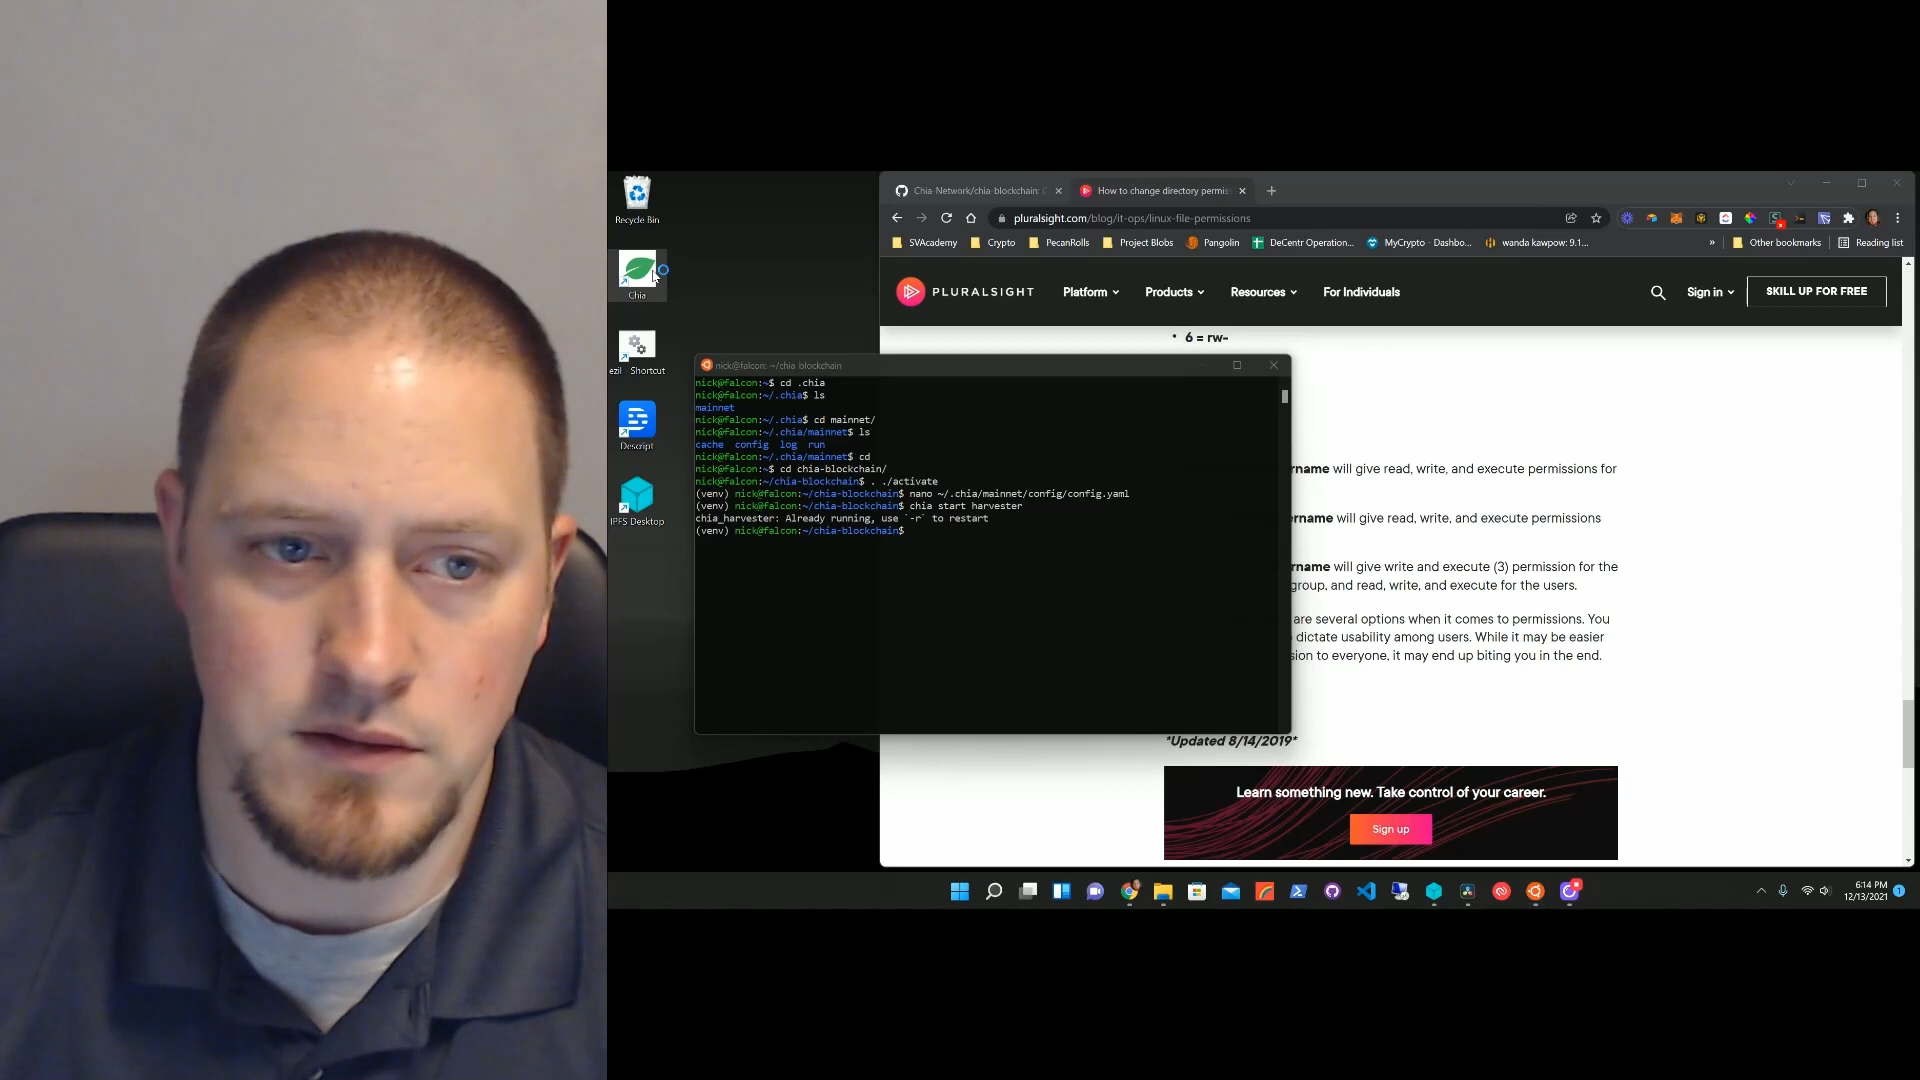 Recycle Bin
Chia
ezil Shortcut
Descript
IPFS Desktop
Chia-Network/chia-blockchain: C
How to change directory permis
pluralsight.com/blog/it-ops/linux-file-permissions
SVAcademy
Crypto
PecanRolls
Project Blobs
Pangolin
DeCentr Operation...
MyCrypto - Dashbo...
wanda kawpow: 9.1...
»
Other bookmarks
Reading list
PLURALSIGHT
Platform
Products
Resources
For Individuals
Sign in
SKILL UP FOR FREE
• 6 = rw-
nick@falcon: ~/chia-blockchain
nick@falcon:~$ cd .chia
nick@falcon:~/.chia$ ls
mainnet
nick@falcon:~/.chia$ cd mainnet/
nick@falcon:~/.chia/mainnet$ ls
cache config log run
nick@falcon:~/.chia/mainnet$ cd
nick@falcon:~$ cd chia-blockchain/
nick@falcon:~/chia-blockchain$ . ./activate
(venv) nick@falcon:~/chia-blockchain$ nano ~/.chia/mainnet/config/config.yaml
(venv) nick@falcon:~/chia-blockchain$ chia start harvester
chia_harvester: Already running, use `-r` to restart
(venv) nick@falcon:~/chia-blockchain$
rname will give read, write, and execute permissions for
ername will give read, write, and execute permissions
rname will give write and execute (3) permission for the
group, and read, write, and execute for the users.
are several options when it comes to permissions. You
dictate usability among users. While it may be easier
sion to everyone, it may end up biting you in the end.
*Updated 8/14/2019*
Learn something new. Take control of your career.
Sign up
6:14 PM
12/13/2021
1